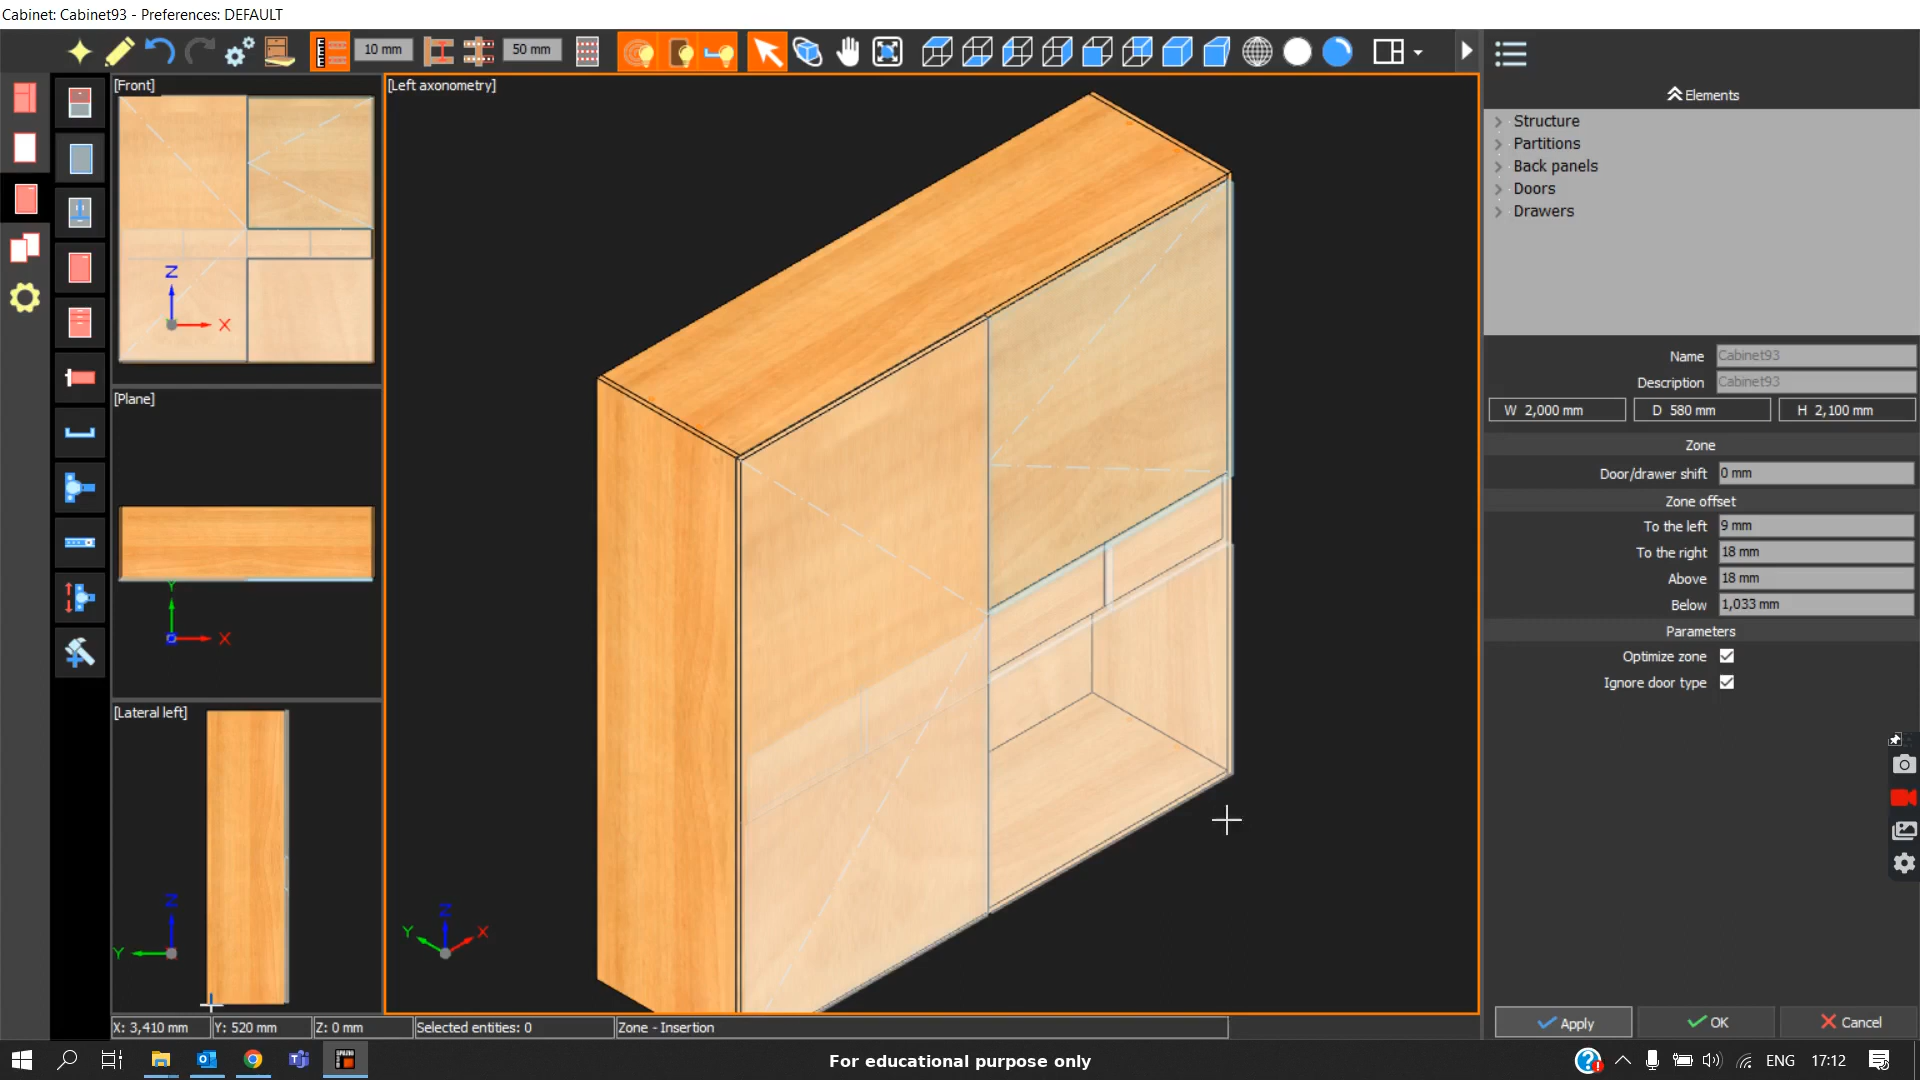 Cabinet: Cabinet93 - Preferences: DEFAULT
10 mm
50 mm
[Front]
Z
X
[Left axonometry]
[Plane]
Y
X
[Lateral left]
Z
Y
Y
Z
X
Elements
Structure
Partitions
Back panels
Doors
Drawers
Name Cabinet93
Description Cabinet93
W 2,000 mm D 580 mm H 2,100 mm
Zone
Door/drawer shift 0 mm
Zone offset
To the left 9 mm
To the right 18 mm
Above 18 mm
Below 1,033 mm
Parameters
Optimize zone
Ignore door type
Apply OK Cancel
X: 3,410 mm Y: 520 mm Z: 0 mm Selected entities: 0 Zone - Insertion
For educational purpose only
ENG 17:12